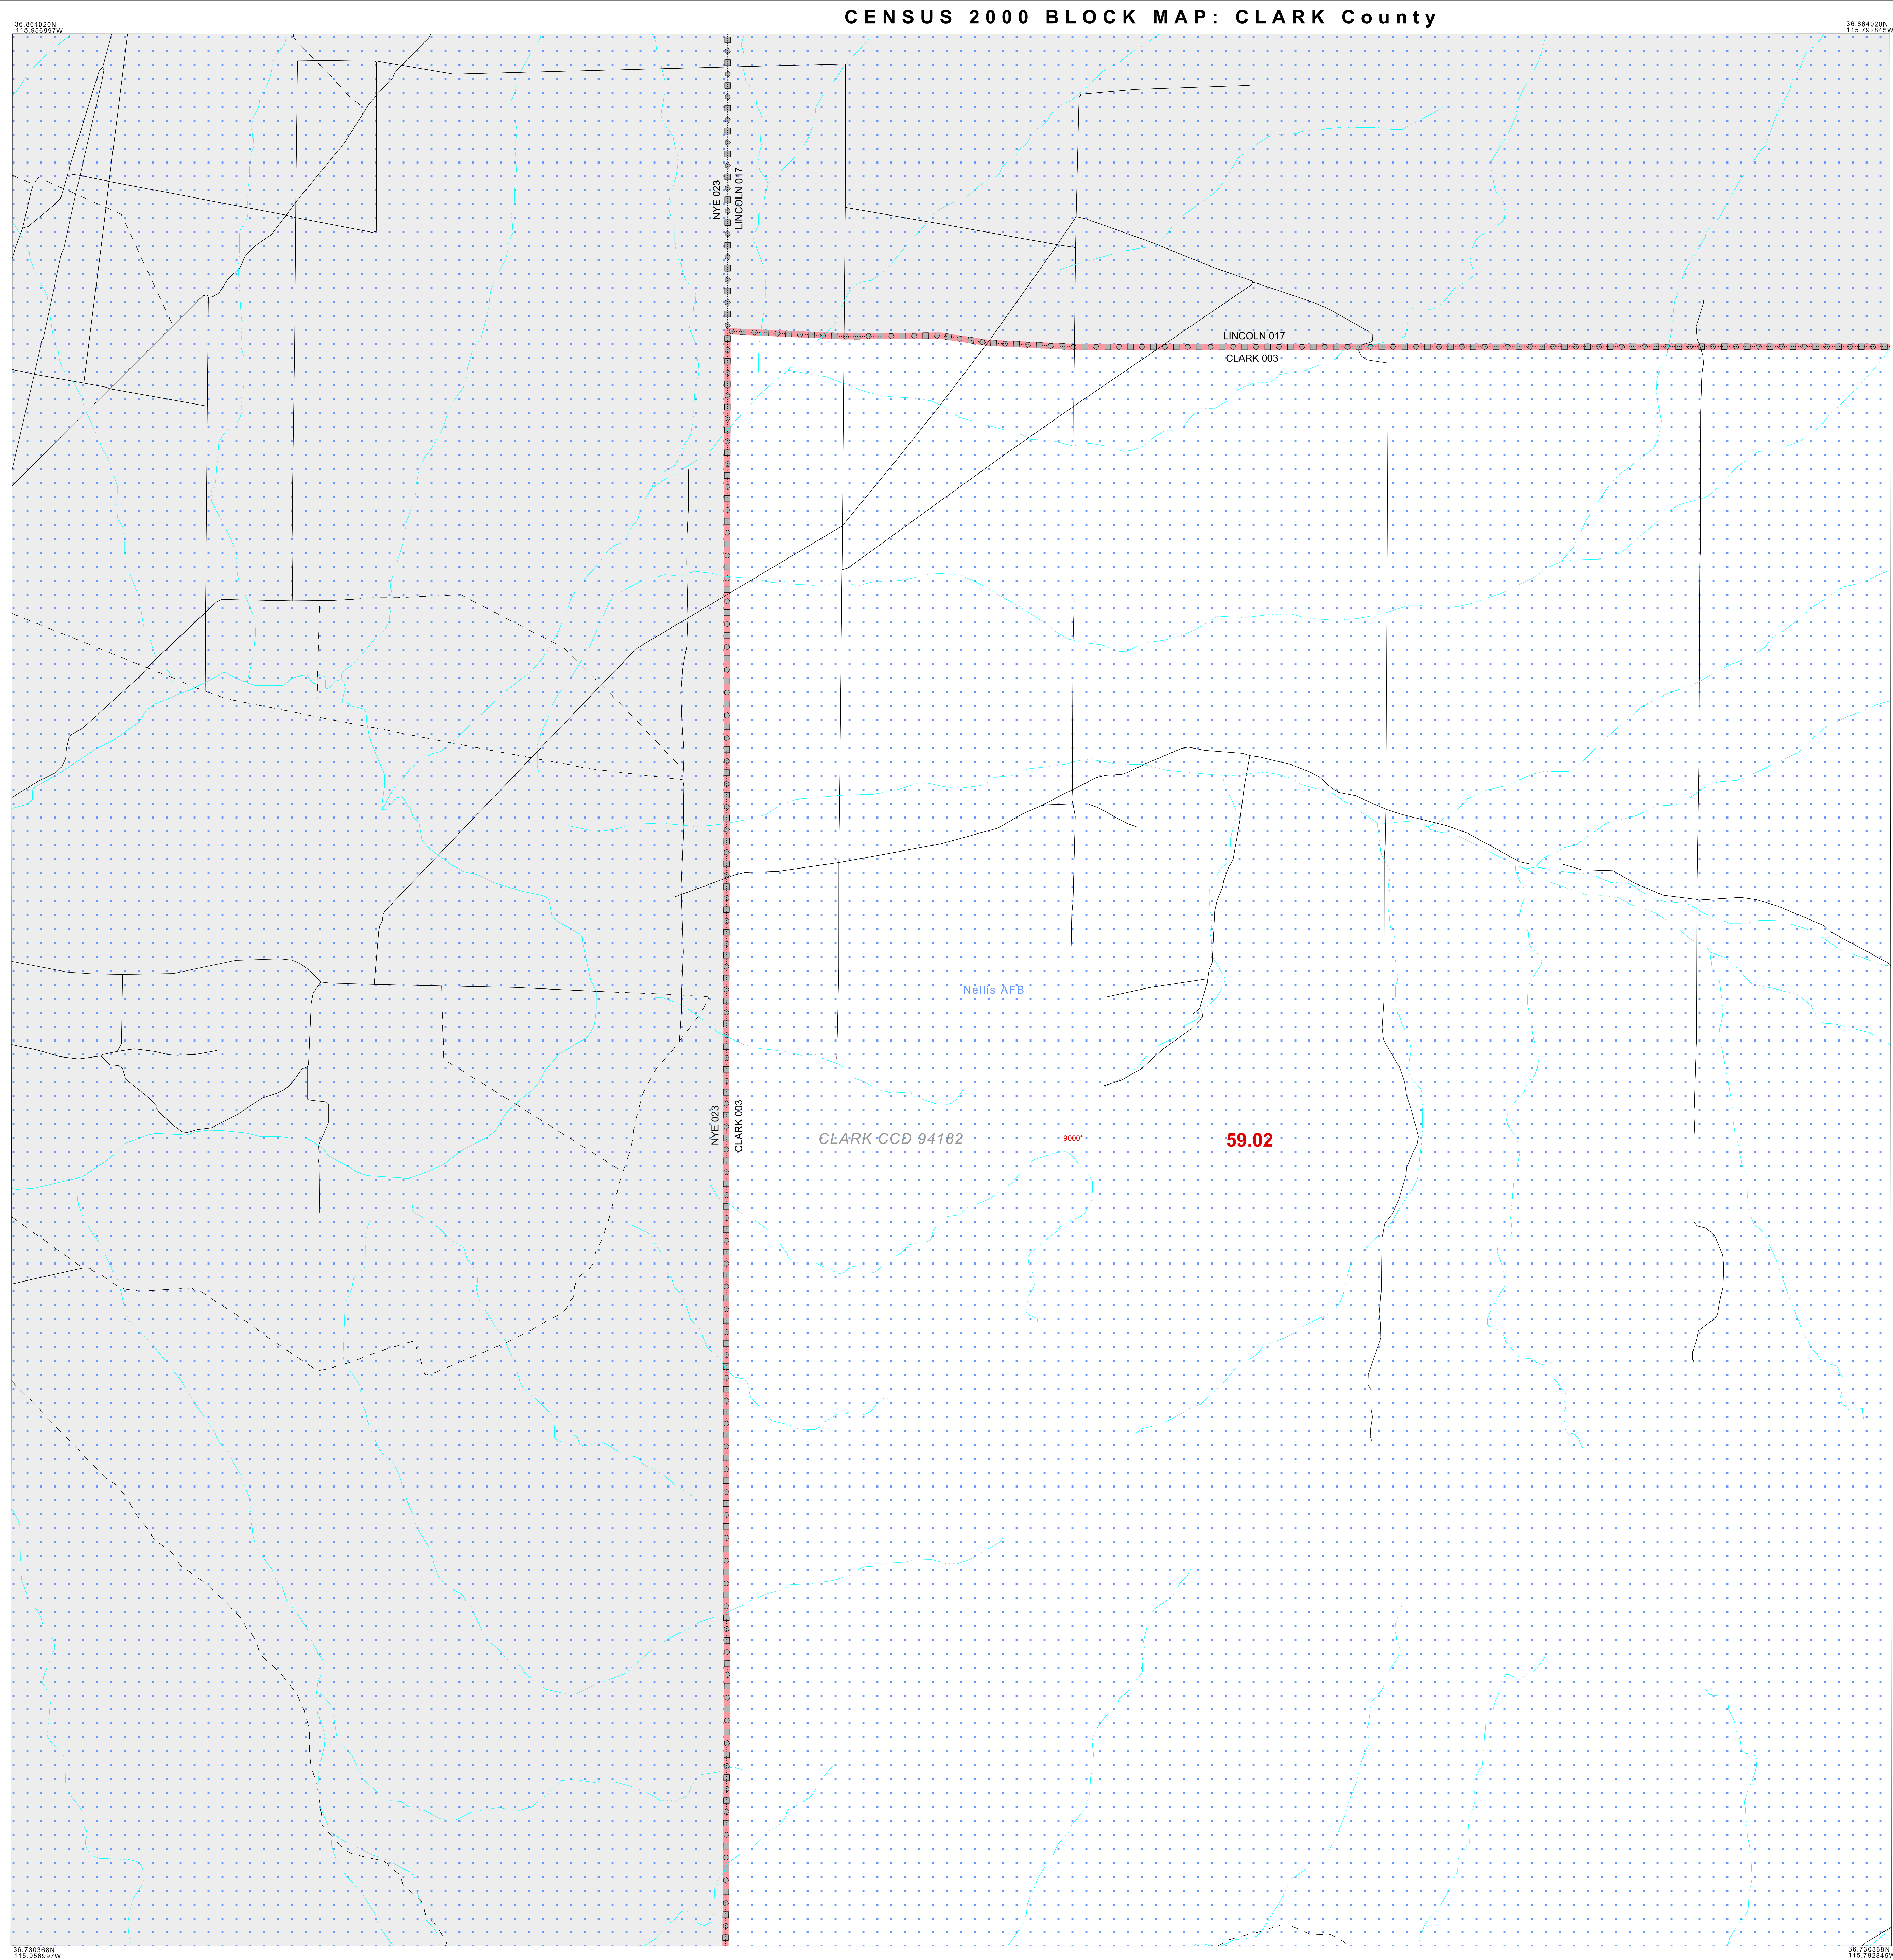 CENSUS 2000 BLOCK MAP: CLARK County
36.864020N
115.956997W
36.864020N
115.792845W
NYE 023
LINCOLN 017
LINCOLN 017
CLARK 003
Nellis AFB
NYE 023
CLARK 003
CLARK CCD 94182
9000*
59.02
36.730368N
115.956997W
36.730368N
115.792845W